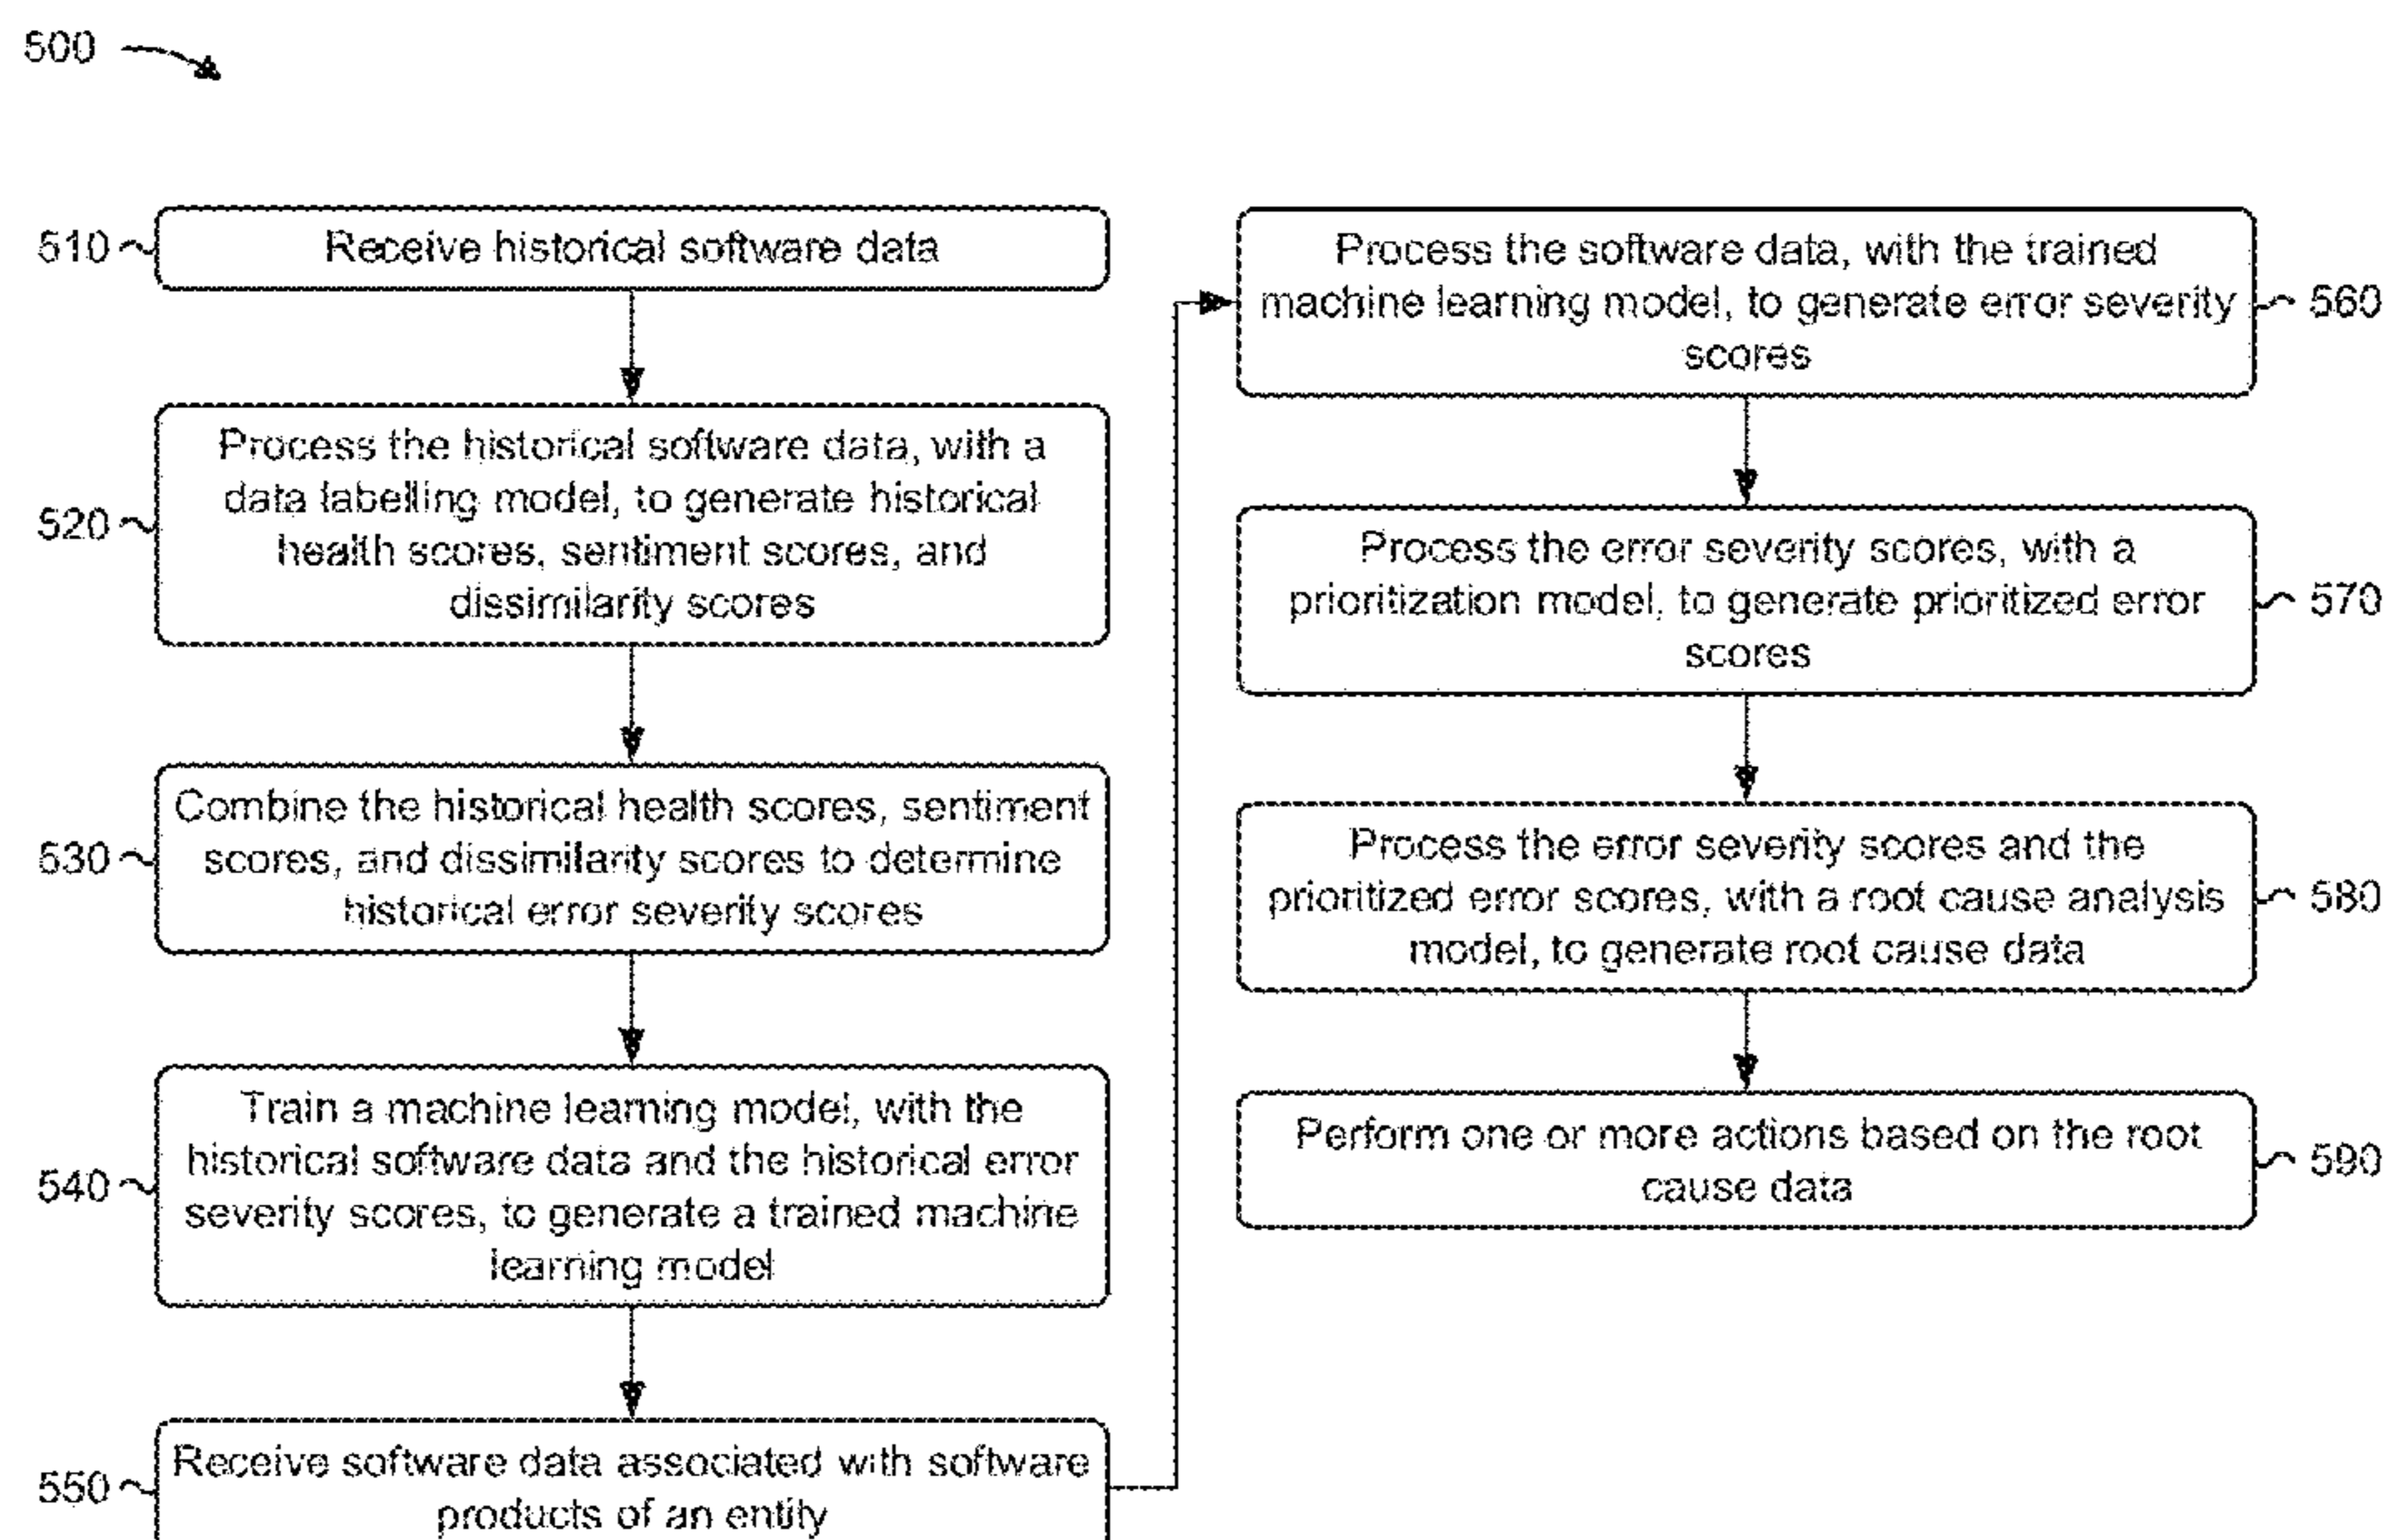 500
510
Receive historical software data
520
Process the historical software data, with a
data labelling model, to generate historical
health scores, sentiment scores, and
dissimilarity scores
530
Combine the historical health scores, sentiment
scores, and dissimilarity scores to determine
historical error severity scores
540
Train a machine learning model, with the
historical software data and the historical error
severity scores, to generate a trained machine
learning model
550
Receive software data associated with software
products of an entity
Process the software data, with the trained
machine learning model, to generate error severity
scores
560
Process the error severity scores, with a
prioritization model, to generate prioritized error
scores
570
Process the error severity scores and the
prioritized error scores, with a root cause analysis
model, to generate root cause data
580
Perform one or more actions based on the root
cause data
590